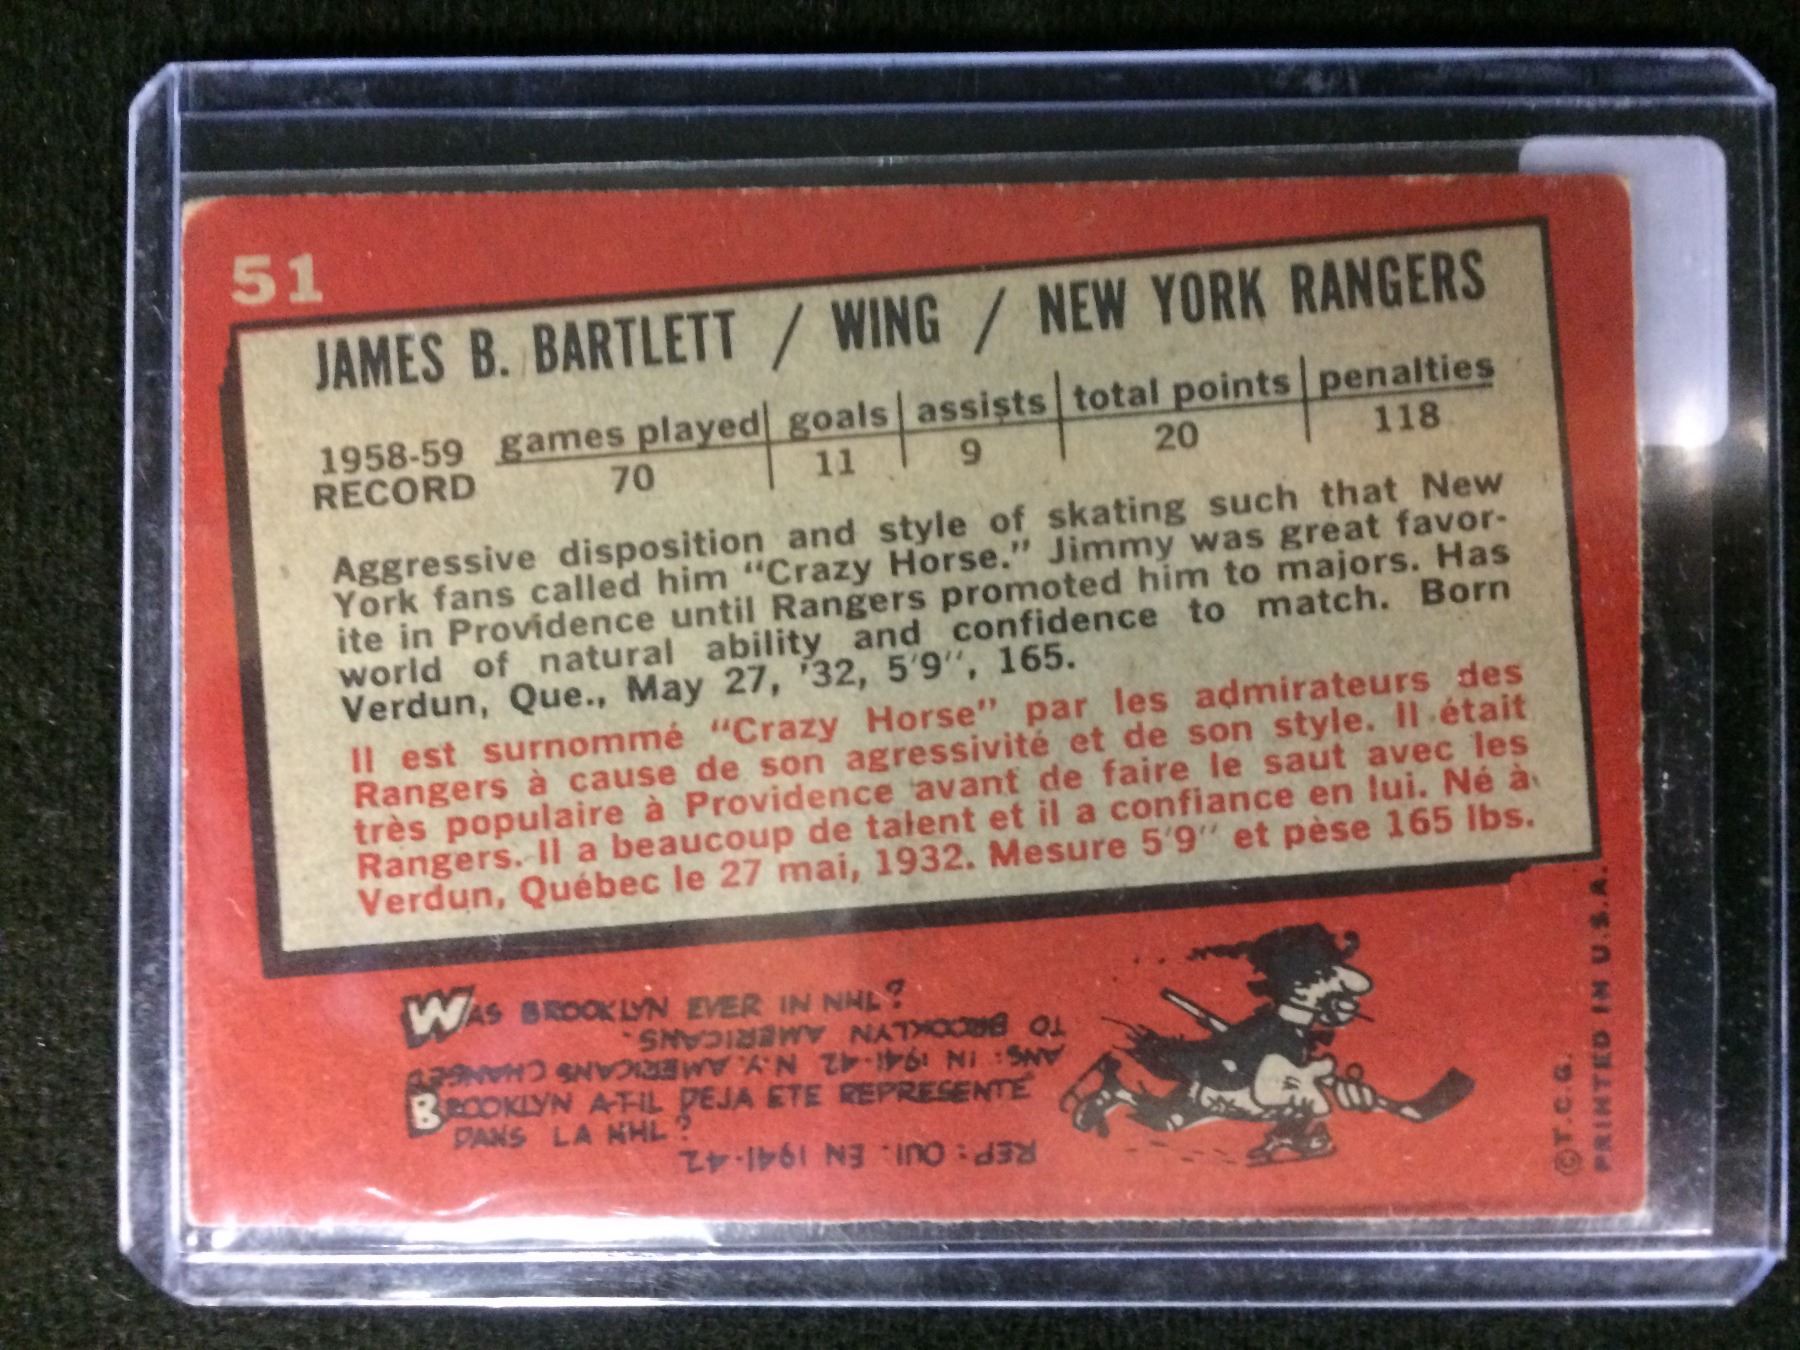 51
JAMES B. BARTLETT / WING / NEW YORK RANGERS
games played goals assists total points penalties
1958-59 RECORD 70 11 9 20 118
Aggressive disposition and style of skating such that New
York fans called him "Crazy Horse." Jimmy was great favor-
ite in Providence until Rangers promoted him to majors. Has
world of natural ability and confidence to match. Born
Verdun, Que., May 27, '32, 5'9", 165.
Il est surnommé "Crazy Horse" par les admirateurs des
Rangers à cause de son agressivité et de son style. Il était
très populaire à Providence avant de faire le saut avec les
Rangers. Il a beaucoup de talent et il a confiance en lui. Né à
Verdun, Québec le 27 mai, 1932. Mesure 5'9" et pèse 165 lbs.
WAS BROOKLYN EVER IN NHL?
ANS: IN 1941-42 N.Y. AMERICANS CHANGED
TO BROOKLYN AMERICANS.
BROOKLYN A-T-IL DEJA ETE REPRESENTÉ
DANS LA NHL?
REP: OUI: EN 1941-42
©T.C.G.
PRINTED IN U.S.A.